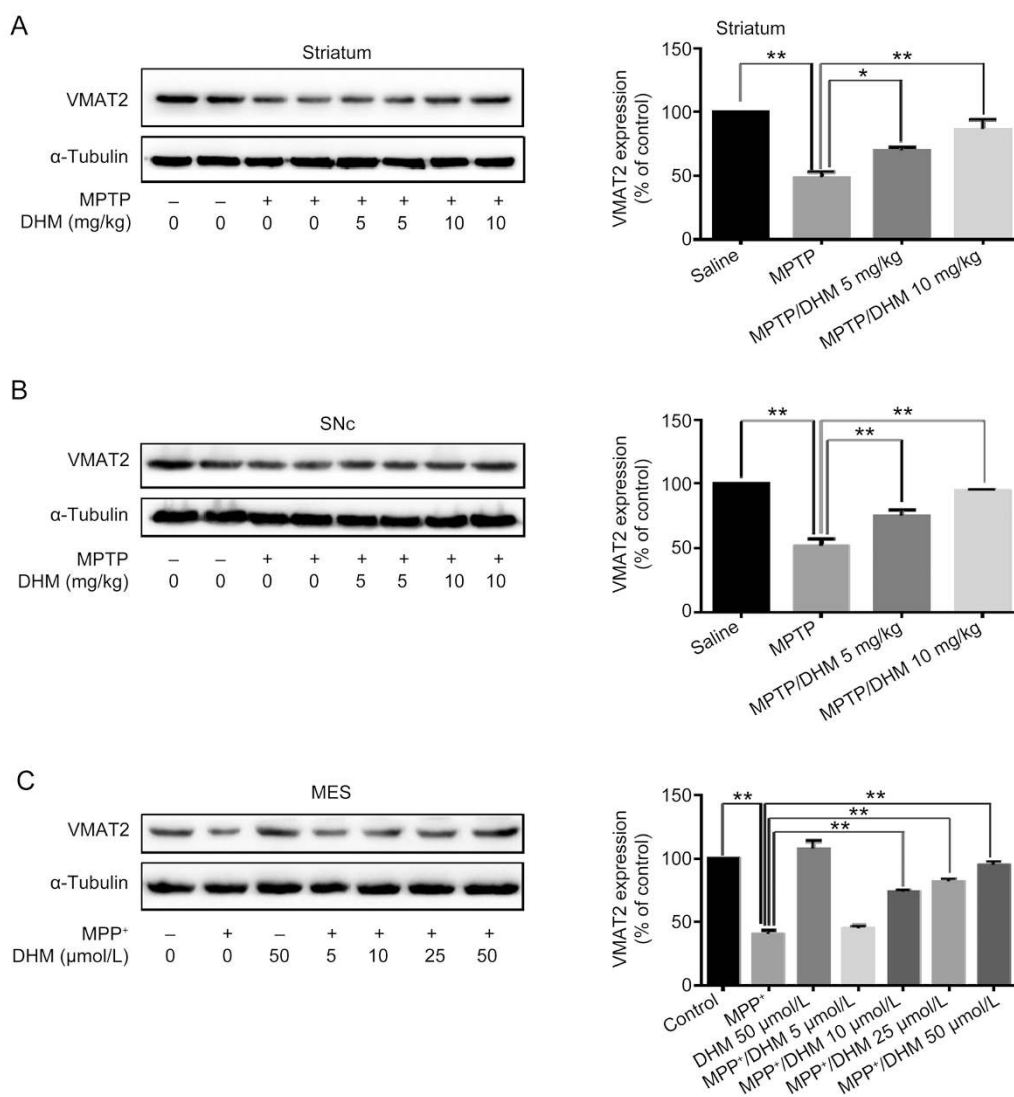 A
Striatum
VMAT2
α-Tubulin
MPTP – – + + + + + +
DHM (mg/kg) 0 0 0 0 5 5 10 10
Striatum
VMAT2 expression
(% of control)
150
100
50
0
** **
*
Saline
MPTP
MPTP/DHM 5 mg/kg
MPTP/DHM 10 mg/kg
B
SNc
VMAT2
α-Tubulin
MPTP – – + + + + + +
DHM (mg/kg) 0 0 0 0 5 5 10 10
VMAT2 expression
(% of control)
150
100
50
0
** **
**
Saline
MPTP
MPTP/DHM 5 mg/kg
MPTP/DHM 10 mg/kg
C
MES
VMAT2
α-Tubulin
MPP⁺ – + – + + + +
DHM (μmol/L) 0 0 50 5 10 25 50
VMAT2 expression
(% of control)
150
100
50
0
** **
**
**
Control
MPP⁺
DHM 50 μmol/L
MPP⁺/DHM 5 μmol/L
MPP⁺/DHM 10 μmol/L
MPP⁺/DHM 25 μmol/L
MPP⁺/DHM 50 μmol/L